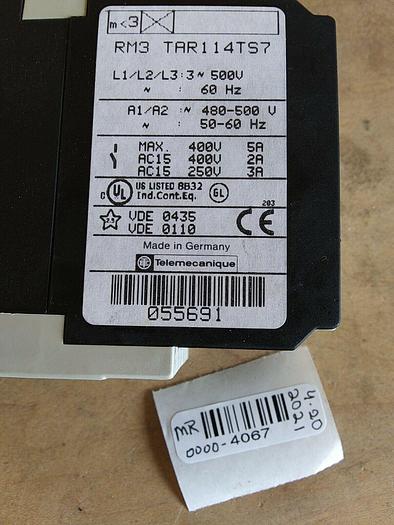 m<3
RM3 TAR114TS7
L1/L2/L3: 3~ 500V
~ : 60 Hz
A1/A2 : ~ 480-500 V
~ : 50-60 Hz
MAX. 400V 5A
AC15 400V 2A
AC15 250V 3A
C UL US LISTED 8B32
Ind.Cont.Eq. GL
203
VDE 0435
VDE 0110 CE
Made in Germany
Telemecanique
055691
MR 0000-4067
4.20
2021